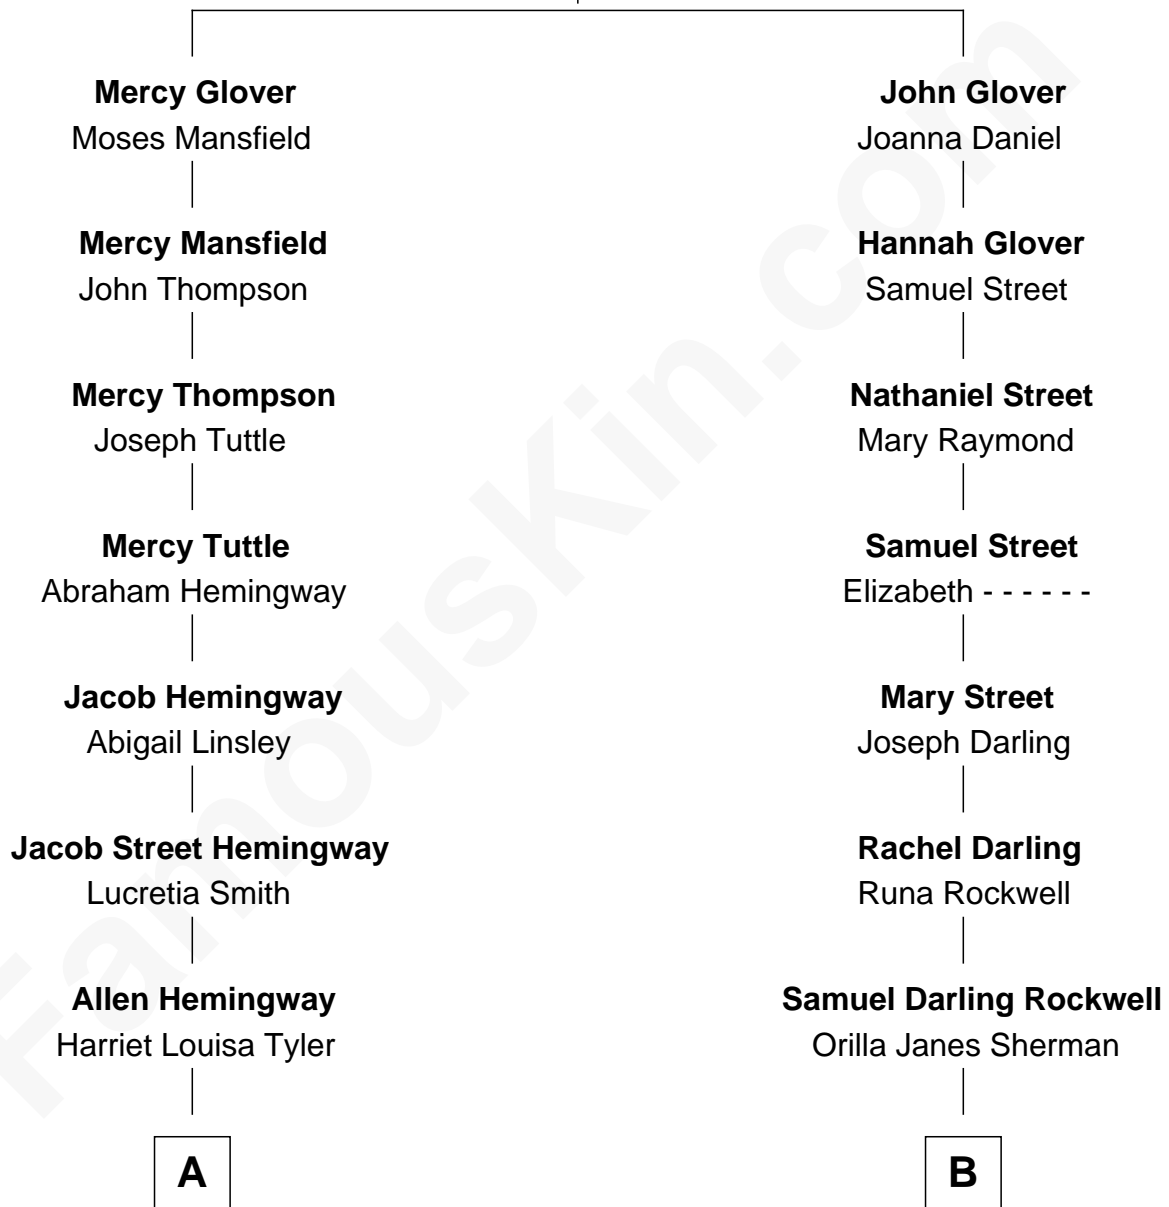 Mercy Glover
Moses Mansfield
Mercy Mansfield
John Thompson
Mercy Thompson
Joseph Tuttle
Mercy Tuttle
Abraham Hemingway
Jacob Hemingway
Abigail Linsley
Jacob Street Hemingway
Lucretia Smith
Allen Hemingway
Harriet Louisa Tyler
A
John Glover
Joanna Daniel
Hannah Glover
Samuel Street
Nathaniel Street
Mary Raymond
Samuel Street
Elizabeth - - - - - -
Mary Street
Joseph Darling
Rachel Darling
Runa Rockwell
Samuel Darling Rockwell
Orilla Janes Sherman
B
FamousKin.com